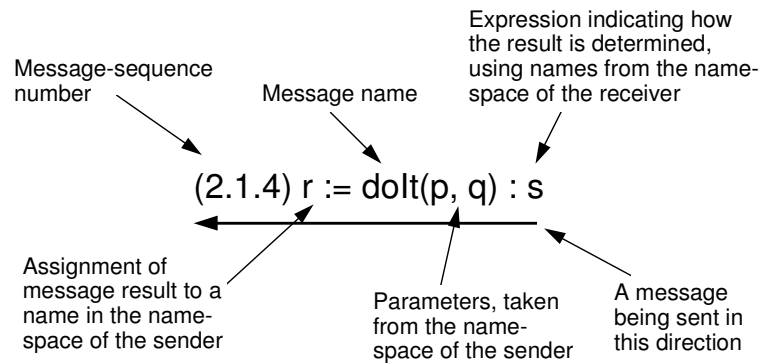 Expression indicating how
the result is determined,
using names from the name-
space of the receiver
Message-sequence
number
Message name
(2.1.4) r := doIt(p, q) : s
Assignment of
message result to a
name in the name-
space of the sender
Parameters, taken
from the name-
space of the sender
A message
being sent in
this direction